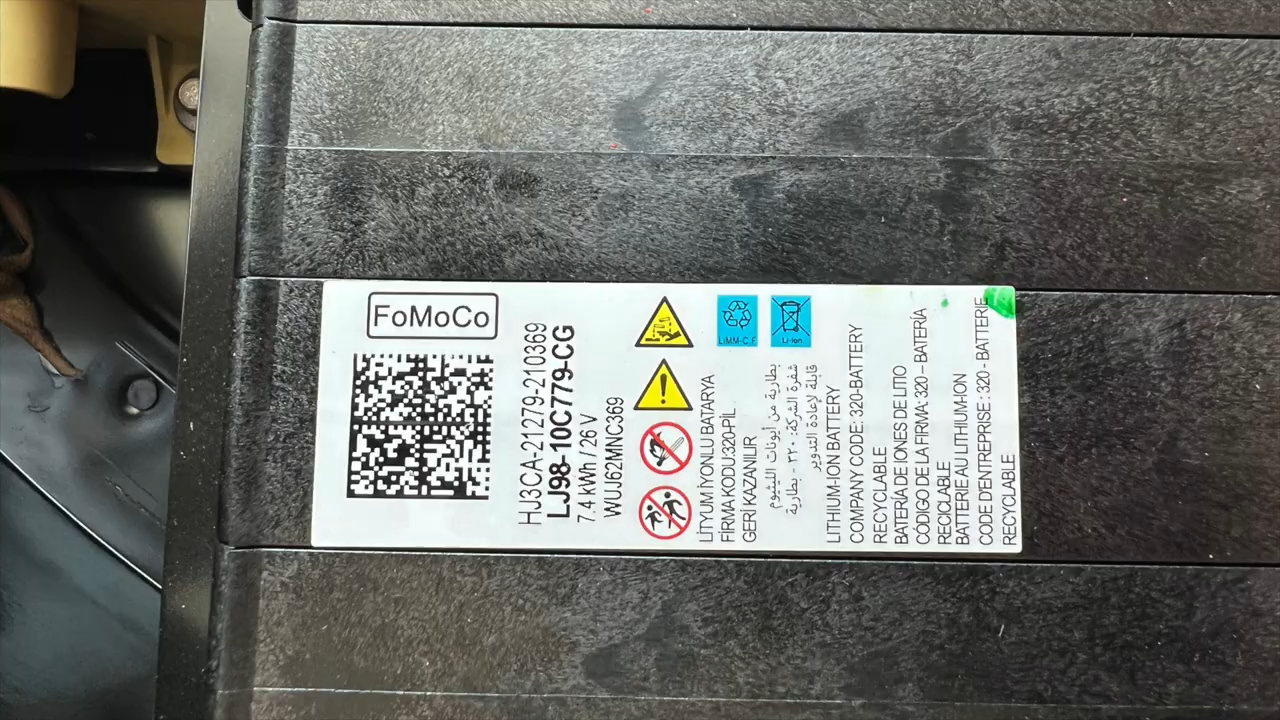 FoMoCo
HJ3CA-21279-210369
LJ98-10C779-CG
7.4 kWh / 26 V
WUJ62MNC369
LiMM-C.F
Li-Ion
LİTYUM İYONLU BATARYA
FİRMA KODU:320-PİL
GERİ KAZANILIR
بطارية من أيونات الليثيوم
شفرة الشركة: ٣٢٠ - بطارية
قابلة لإعادة التدوير
LITHIUM-ION BATTERY
COMPANY CODE: 320-BATTERY
RECYCLABLE
BATERÍA DE IONES DE LITIO
CODIGO DE LA FIRMA: 320 – BATERÍA
RECICLABLE
BATTERIE AU LITHIUM-ION
CODE D'ENTREPRISE : 320 - BATTERIE
RECYCLABLE